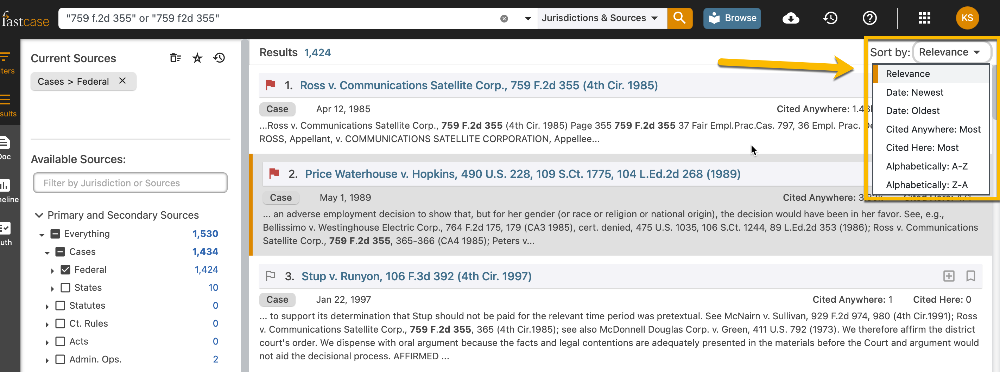 fastcase
"759 f.2d 355" or "759 f2d 355"
Jurisdictions & Sources
Browse
KS
lters
sults
Doc
neline
uth
Current Sources
Cases > Federal
Available Sources:
Filter by Jurisdiction or Sources
Primary and Secondary Sources
Everything 1,530
Cases 1,434
Federal 1,424
States 10
Statutes 0
Ct. Rules 0
Acts 0
Admin. Ops. 2
Results 1,424
Sort by: Relevance
Relevance
Date: Newest
Date: Oldest
Cited Anywhere: Most
Cited Here: Most
Alphabetically: A-Z
Alphabetically: Z-A
1. Ross v. Communications Satellite Corp., 759 F.2d 355 (4th Cir. 1985)
Case Apr 12, 1985 Cited Anywhere:
...Ross v. Communications Satellite Corp., 759 F.2d 355 (4th Cir. 1985) Page 355 759 F.2d 355 37 Fair Empl.Prac.Cas. 797, 36 Empl. Prac.
ROSS, Appellant, v. COMMUNICATIONS SATELLITE CORPORATION, Appellee...
2. Price Waterhouse v. Hopkins, 490 U.S. 228, 109 S.Ct. 1775, 104 L.Ed.2d 268 (1989)
Case May 1, 1989 Cited Anywhere:
... an adverse employment decision to show that, but for her gender (or race or religion or national origin), the decision would have been in her favor. See, e.g.,
Bellissimo v. Westinghouse Electric Corp., 764 F.2d 175, 179 (CA3 1985), cert. denied, 475 U.S. 1035, 106 S.Ct. 1244, 89 L.Ed.2d 353 (1986); Ross v. Communications
Satellite Corp., 759 F.2d 355, 365-366 (CA4 1985); Peters v...
3. Stup v. Runyon, 106 F.3d 392 (4th Cir. 1997)
Case Jan 22, 1997 Cited Anywhere: 1 Cited Here: 0
... to support its determination that Stup should not be paid for the relevant time period was pretextual. See McNairn v. Sullivan, 929 F.2d 974, 980 (4th Cir.1991); Ross
v. Communications Satellite Corp., 759 F.2d 355, 365 (4th Cir.1985); see also McDonnell Douglas Corp. v. Green, 411 U.S. 792 (1973). We therefore affirm the district
court's order. We dispense with oral argument because the facts and legal contentions are adequately presented in the materials before the Court and argument would
not aid the decisional process. AFFIRMED ...